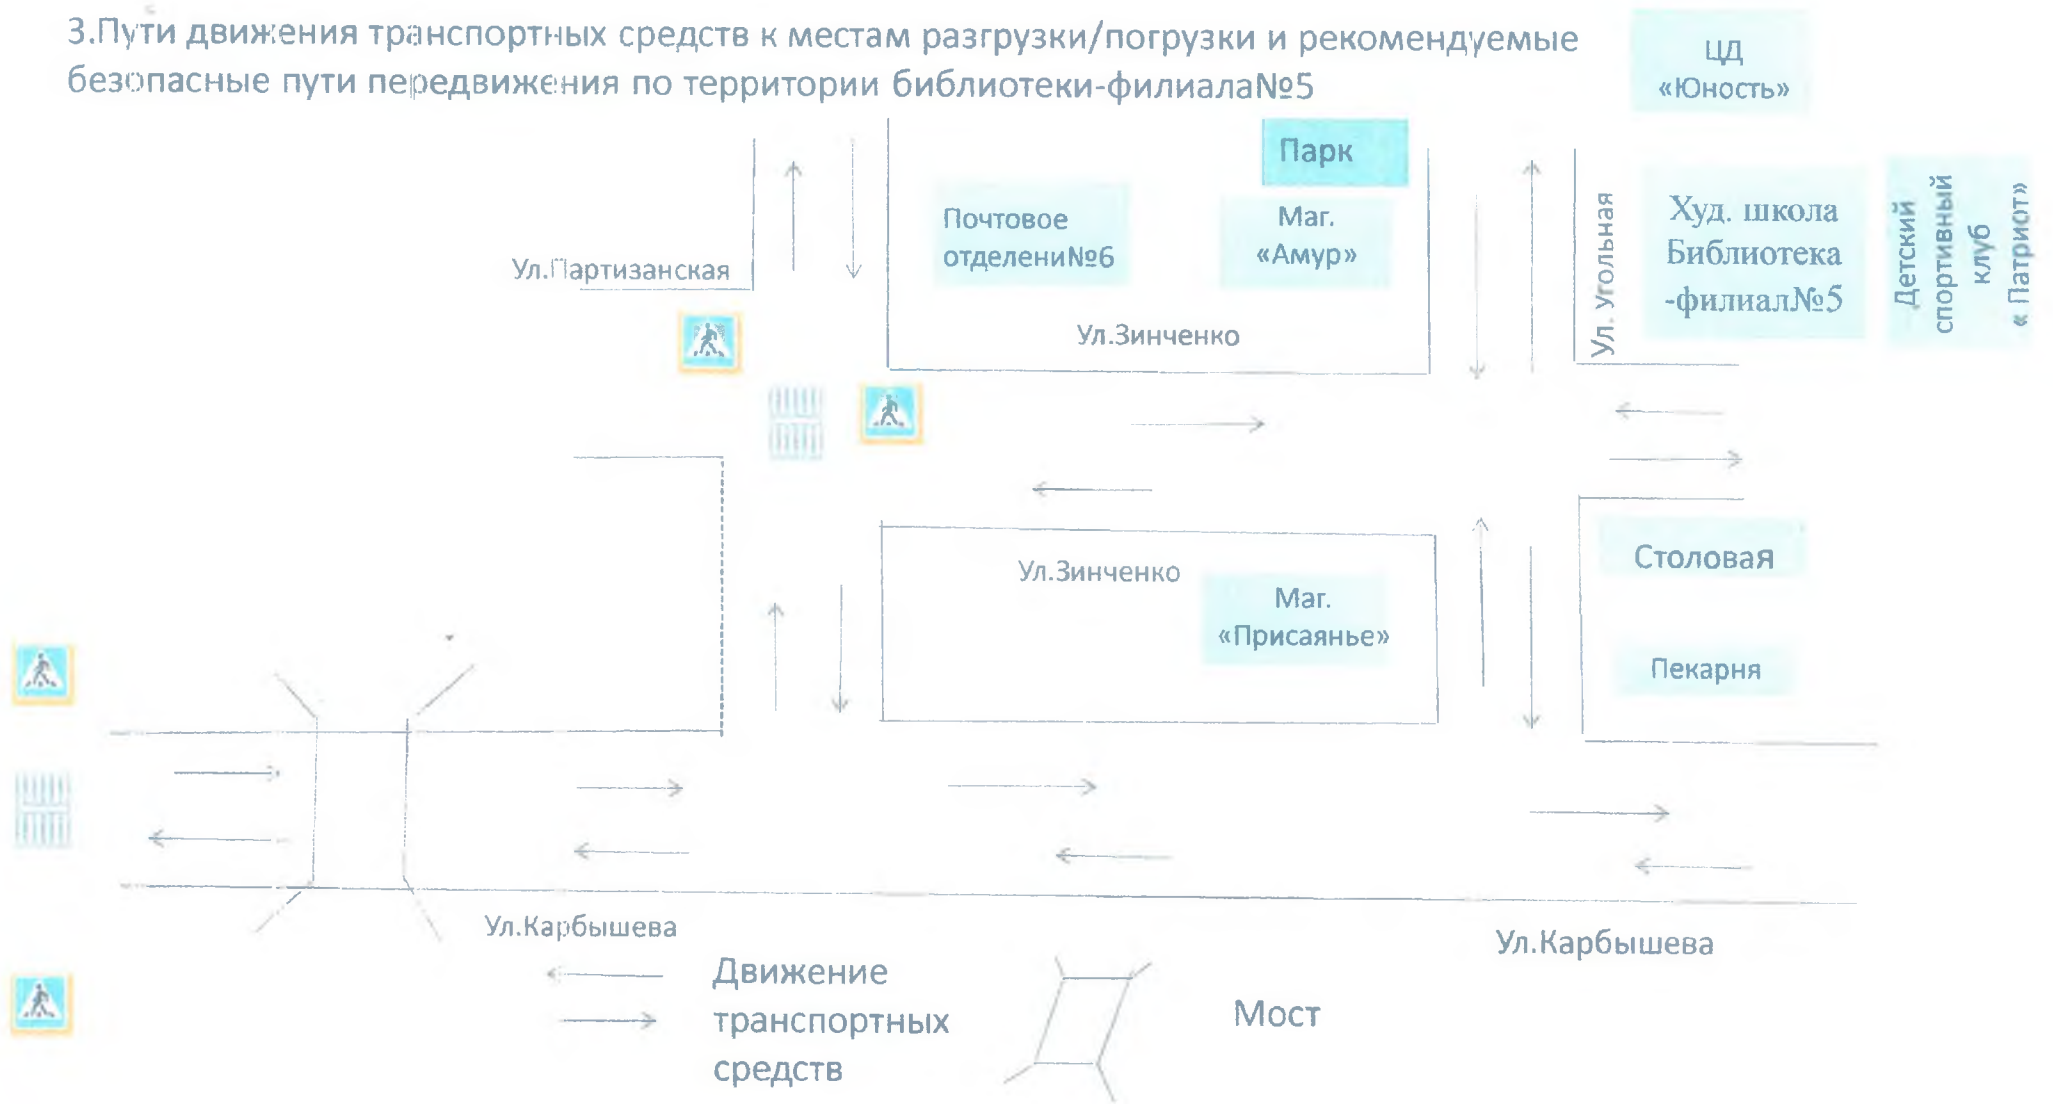 3.Пути движения транспортных средств к местам разгрузки/погрузки и рекомендуемые
безопасные пути передвижения по территории библиотеки-филиала№5
ЦД
«Юность»
Парк
Почтовое
отделени№6
Маг.
«Амур»
Ул.Партизанская
Ул.Зинченко
Ул. Угольная
Худ. школа
Библиотека
-филиал№5
Детский
спортивный
клуб
« Патриот»
Ул.Зинченко
Маг.
«Присаянье»
Столовая
Пекарня
Ул.Карбышева
Ул.Карбышева
Движение
транспортных
средств
Мост